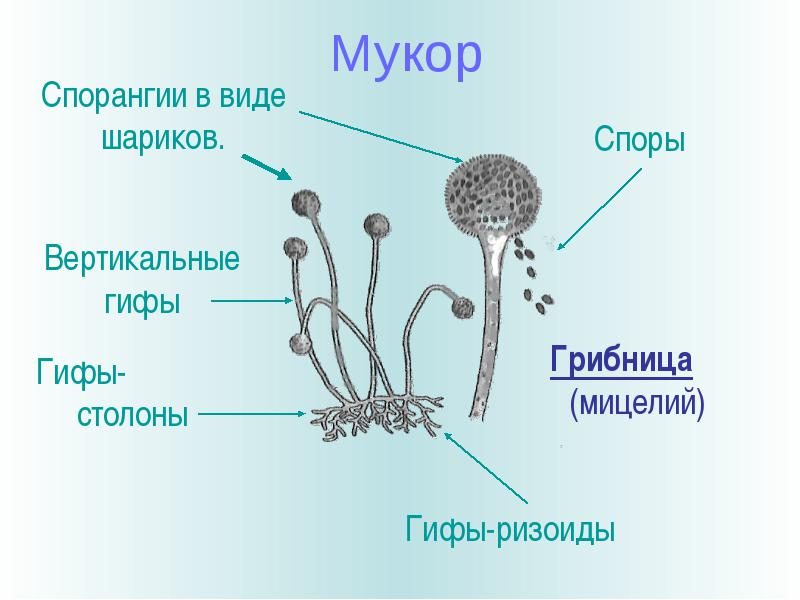 Мукор
Спорангии в виде
шариков.
Споры
Вертикальные
гифы
Гифы-
столоны
Грибница
(мицелий)
Гифы-ризоиды